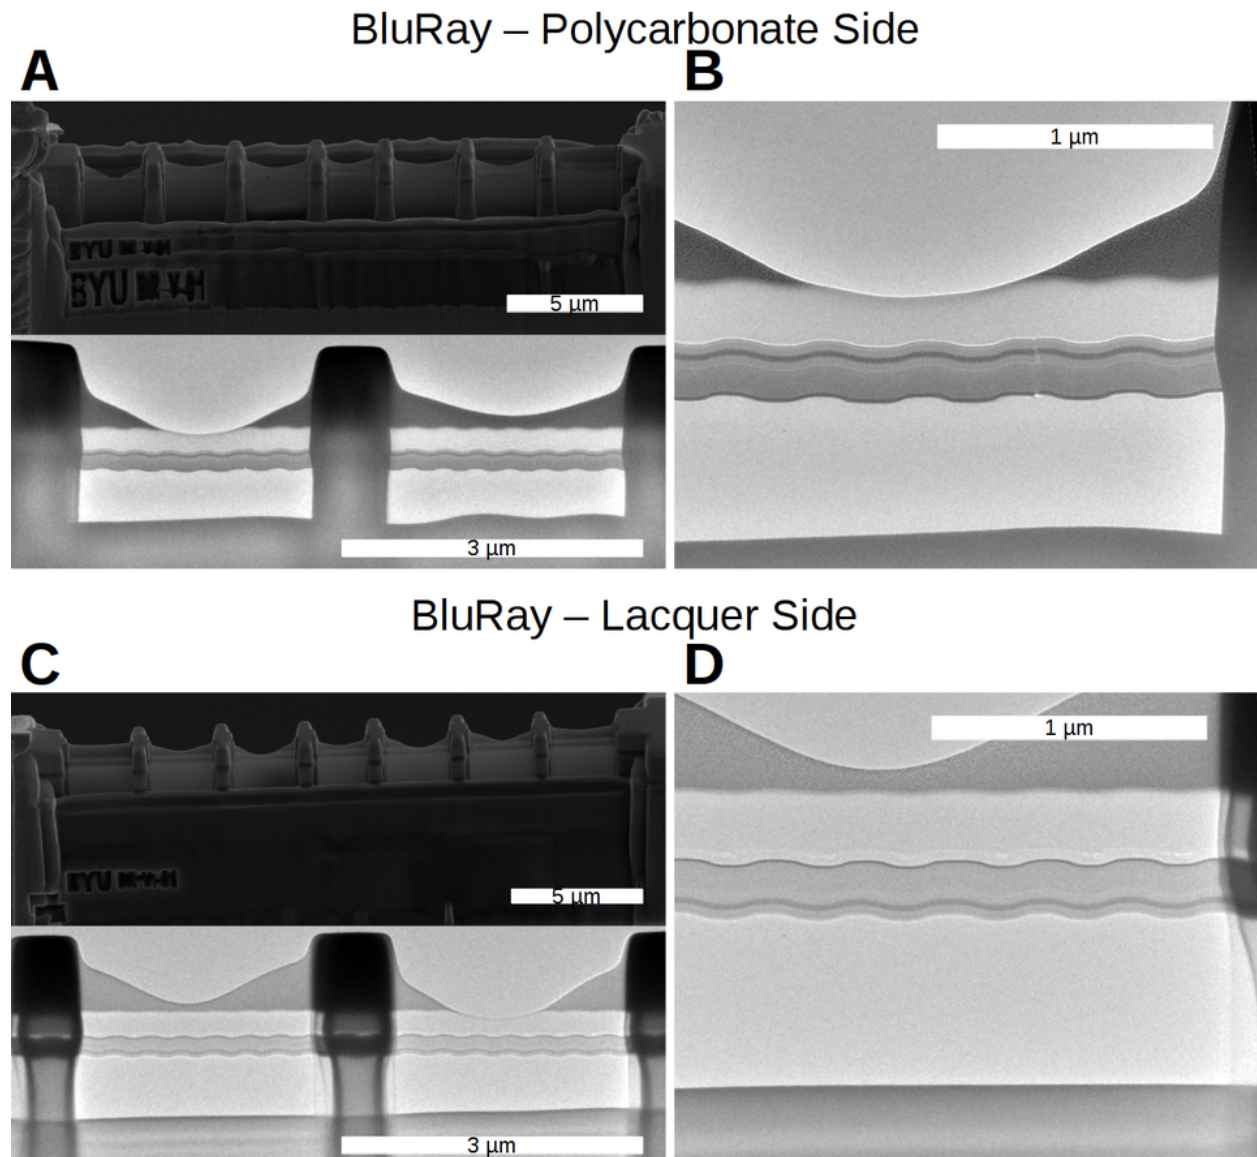 BluRay – Polycarbonate Side
A
B
1 µm
BYU
BYU
5 µm
3 µm
BluRay – Lacquer Side
C
D
1 µm
BYU
5 µm
3 µm